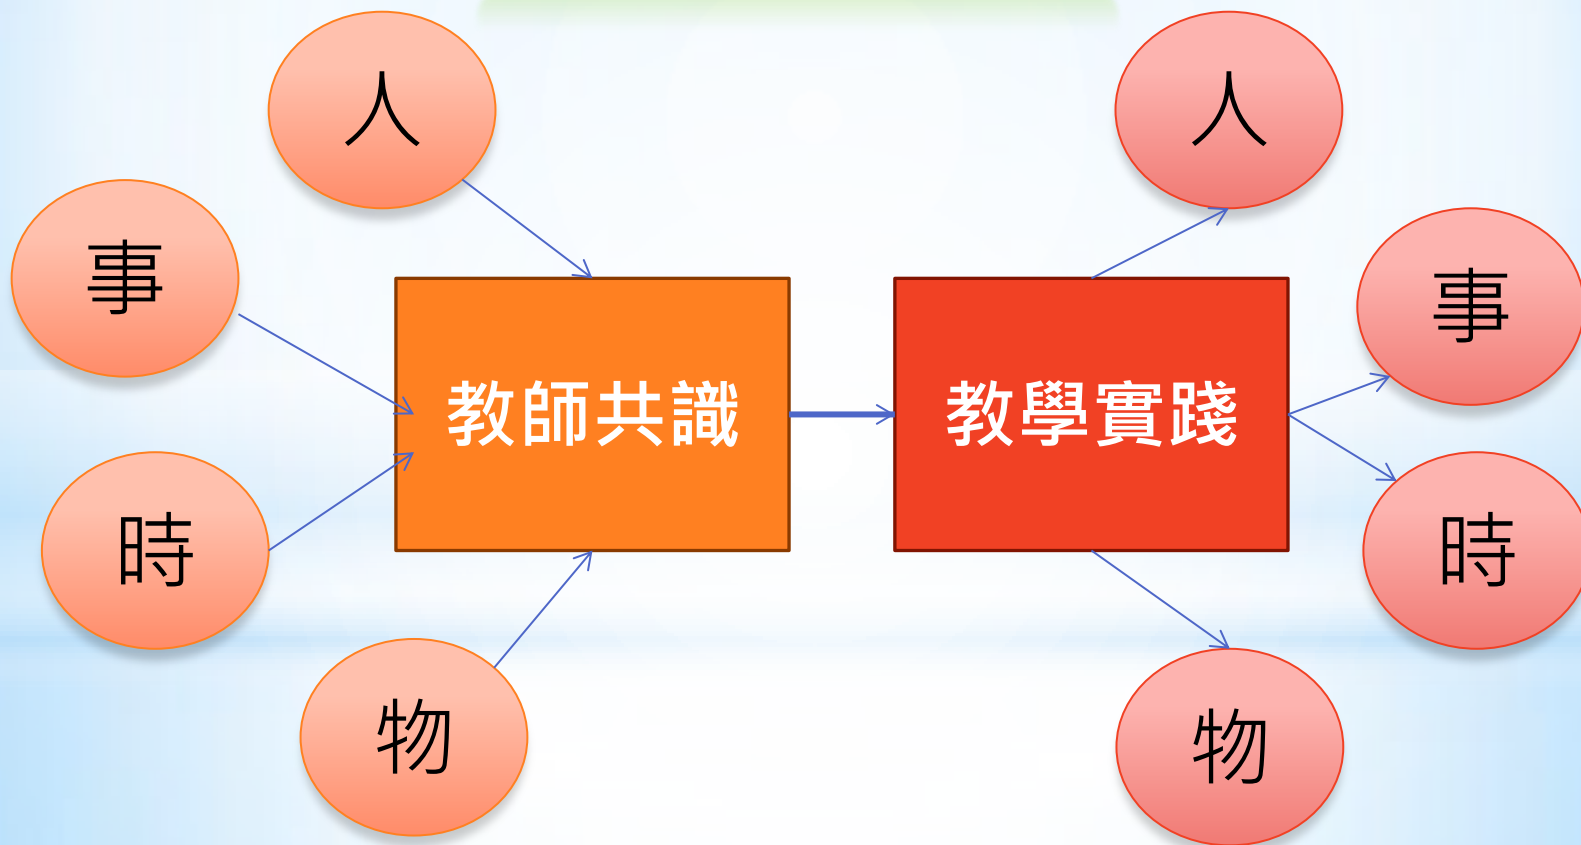 人
事
時
物
教師共識
教學實踐
人
事
時
物